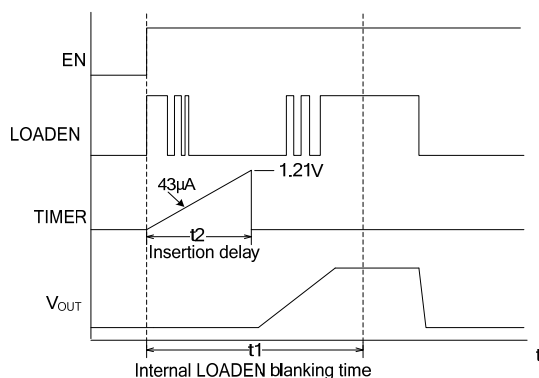 EN
LOADEN
1.21V
43µA
TIMER
t2
Insertion delay
VOUT
t1
t
Internal LOADEN blanking time